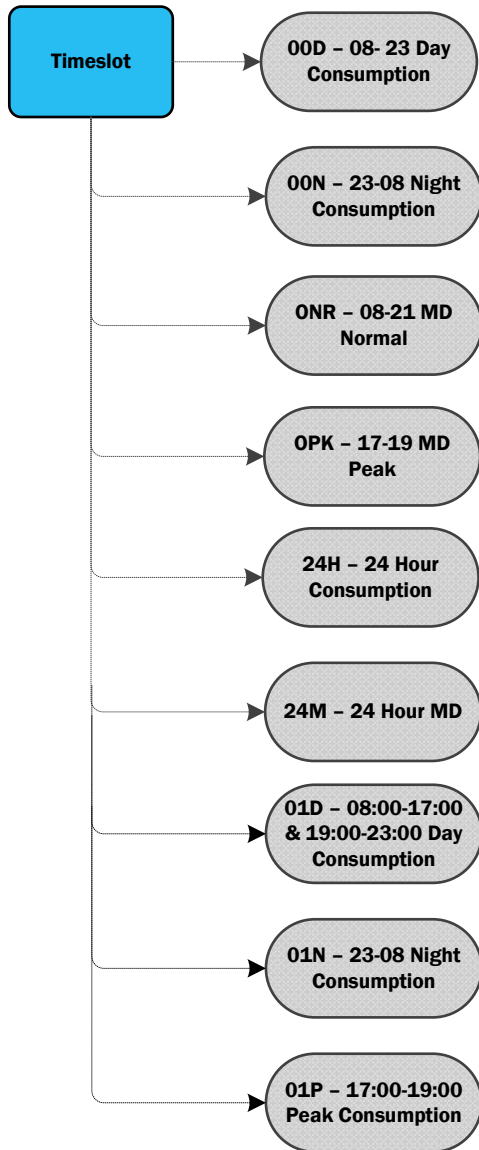 Timeslot
00D – 08- 23 Day
Consumption
00N – 23-08 Night
Consumption
0NR – 08-21 MD
Normal
0PK – 17-19 MD
Peak
24H – 24 Hour
Consumption
24M – 24 Hour MD
01D – 08:00-17:00
& 19:00-23:00 Day
Consumption
01N – 23-08 Night
Consumption
01P – 17:00-19:00
Peak Consumption